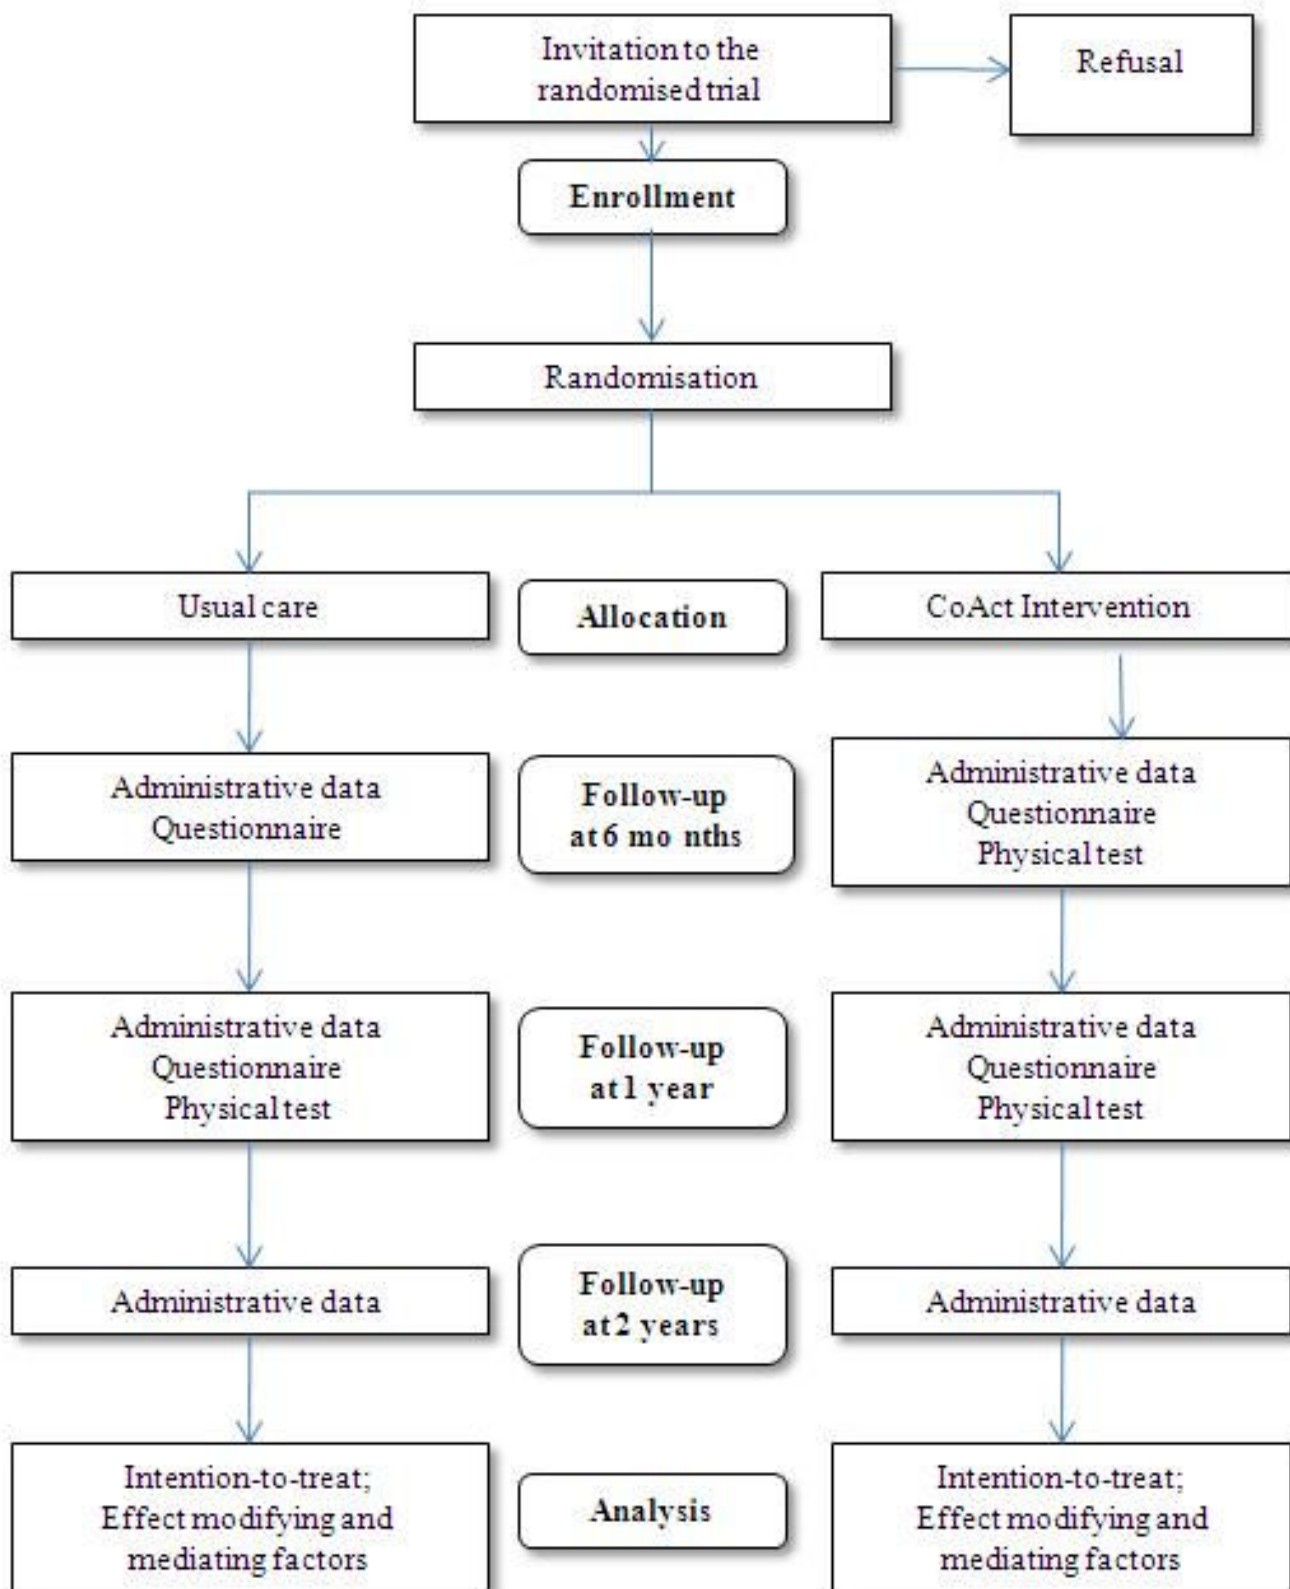 Invitation to the
randomised trial
Refusal
Enrollment
Randomisation
Usual care
Allocation
CoAct Intervention
Administrative data
Questionnaire
Follow-up
at 6 mo nths
Administrative data
Questionnaire
Physical test
Administrative data
Questionnaire
Physical test
Follow-up
at 1 year
Administrative data
Questionnaire
Physical test
Administrative data
Follow-up
at 2 years
Administrative data
Intention-to-treat;
Effect modifying and
mediating factors
Analysis
Intention-to-treat;
Effect modifying and
mediating factors